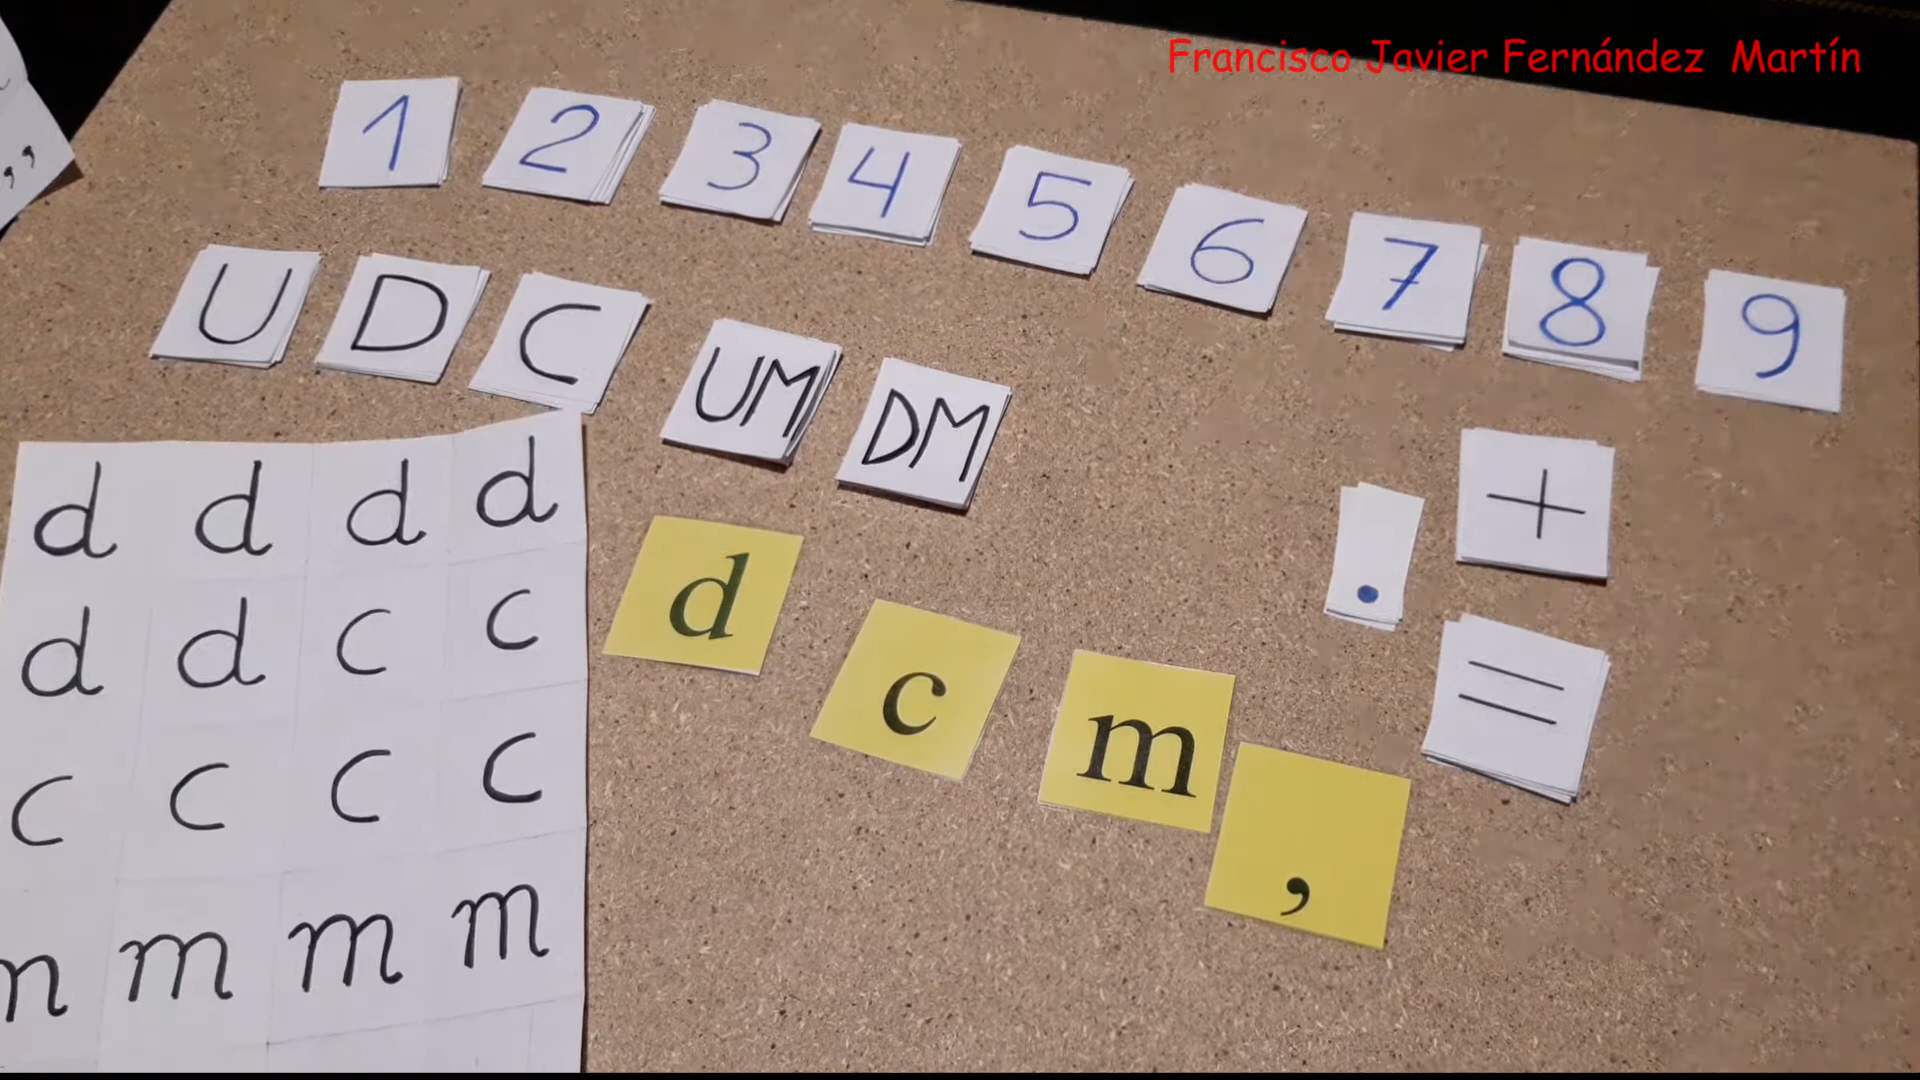 Francisco Javier Fernández Martín
1 2 3 4 5 6 7 8 9
U D C UM DM
+
.
=
d c m ,
d d d d
d d c c
c c c c
m m m
, ,